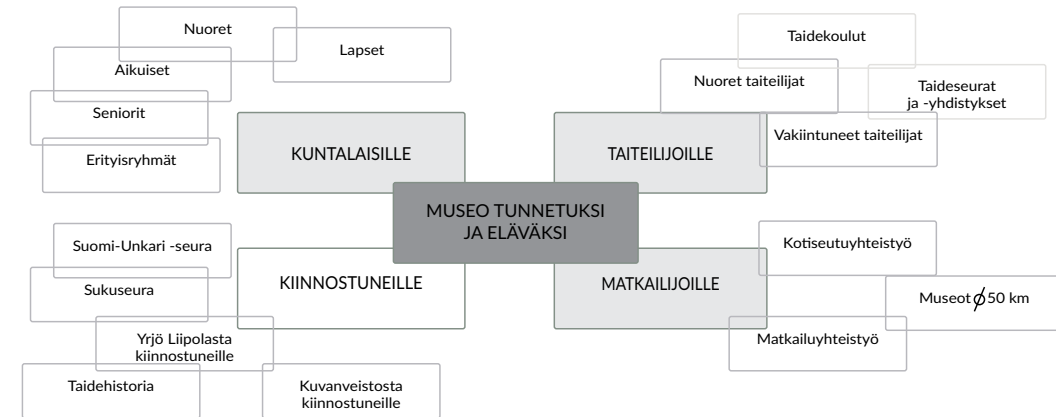 Nuoret
Lapset
Aikuiset
Seniorit
Erityisryhmät
KUNTALAISILLE
Taidekoulut
Nuoret taiteilijat
Taideseurat
ja -yhdistykset
Vakiintuneet taiteilijat
TAITEILIJOILLE
MUSEO TUNNETUKSI
JA ELÄVÄKSI
Suomi-Unkari -seura
Sukuseura
Yrjö Liipolasta
kiinnostuneille
Taidehistoria
Kuvanveistosta
kiinnostuneille
KIINNOSTUNEILLE
MATKAILIJOILLE
Kotiseutuyhteistyö
Museot ϕ 50 km
Matkailuyhteistyö